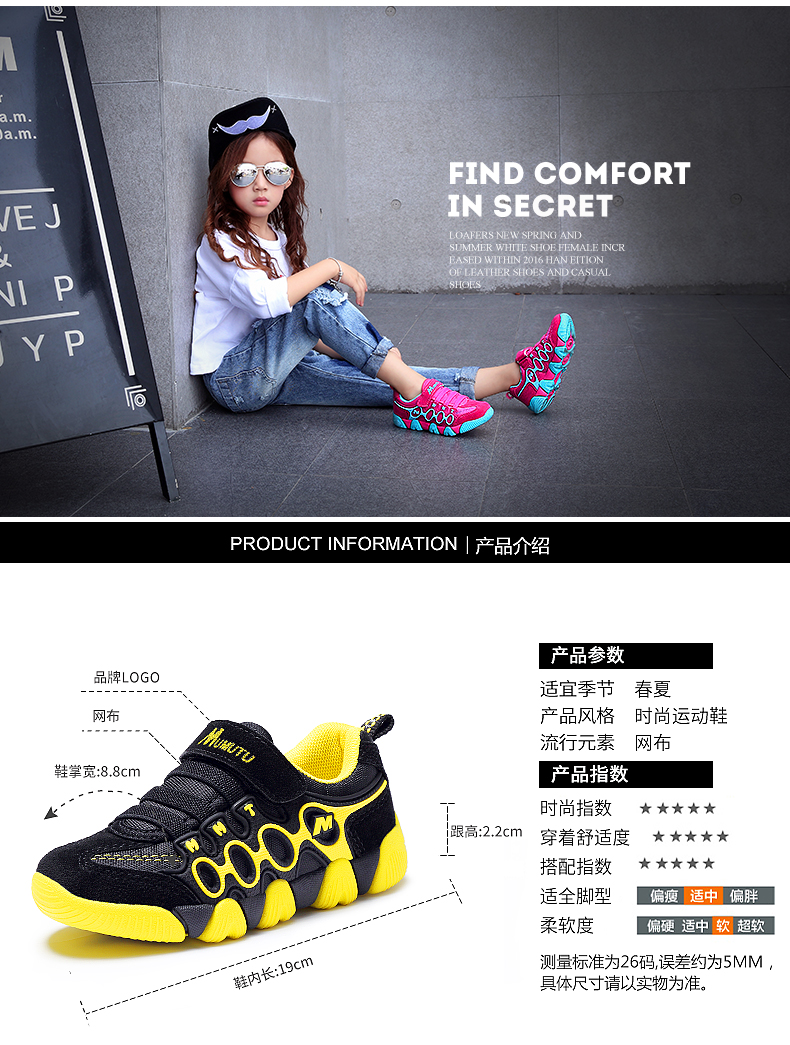 M
a.m.
0a.m.
VE J
&
NI P
U Y P
FIND COMFORT
IN SECRET
LOAFERS NEW SPRING AND
SUMMER WHITE SHOE FEMALE INCR
EASED WITHIN 2016 HAN EITION
OF LEATHER SHOES AND CASUAL
SHOES
PRODUCT INFORMATION | 产品介绍
品牌LOGO
网布
鞋掌宽:8.8cm
MUMUTU
M M T
M
跟高:2.2cm
鞋内长:19cm
产品参数
适宜季节 春夏
产品风格 时尚运动鞋
流行元素 网布
产品指数
时尚指数 ★★★★★
穿着舒适度 ★★★★★
搭配指数 ★★★★★
适全脚型 偏瘦 适中 偏胖
柔软度 偏硬 适中 软 超软
测量标准为26码,误差约为5MM，
具体尺寸请以实物为准。